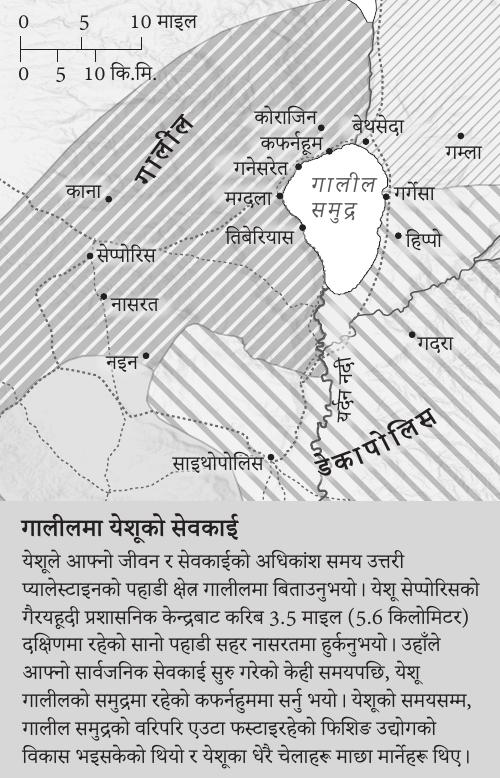 0 5 10 माइल
0 5 10 कि.मि.
गालील
कोराजिन
बेथसेदा
कफर्नहूम
गम्ला
गनेसरेत
काना
मग्दला
गालील
समुद्र
गर्गेसा
तिबेरियास
हिप्पो
सेप्पोरिस
नासरत
गदरा
नइन
यर्दन नदी
डेकापोलिस
साइथोपोलिस
गालीलमा येशूको सेवकाई
येशूले आफ्नो जीवन र सेवकाईको अधिकांश समय उत्तरी
प्यालेस्टाइनको पहाडी क्षेत्र गालीलमा बिताउनुभयो। येशू सेप्पोरिसको
गैरयहूदी प्रशासनिक केन्द्रबाट करिब 3.5 माइल (5.6 किलोमिटर)
दक्षिणमा रहेको सानो पहाडी सहर नासरतमा हुर्कनुभयो। उहाँले
आफ्नो सार्वजनिक सेवकाई सुरु गरेको केही समयपछि, येशू
गालीलको समुद्रमा रहेको कफर्नहुममा सर्नु भयो। येशूको समयसम्म,
गालील समुद्रको वरिपरि एउटा फस्टाइरहेको फिशिङ उद्योगको
विकास भइसकेको थियो र येशूका धेरै चेलाहरू माछा मार्नेहरू थिए।